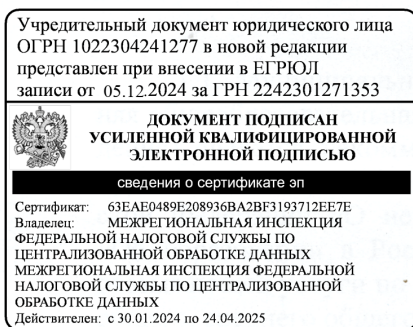 Учредительный документ юридического лица
ОГРН 1022304241277 в новой редакции
представлен при внесении в ЕГРЮЛ
записи от 05.12.2024 за ГРН 2242301271353
ДОКУМЕНТ ПОДПИСАН
УСИЛЕННОЙ КВАЛИФИЦИРОВАННОЙ
ЭЛЕКТРОННОЙ ПОДПИСЬЮ
сведения о сертификате эп
Сертификат: 63EAE0489E208936BA2BF3193712EE7E
Владелец: МЕЖРЕГИОНАЛЬНАЯ ИНСПЕКЦИЯ
ФЕДЕРАЛЬНОЙ НАЛОГОВОЙ СЛУЖБЫ ПО
ЦЕНТРАЛИЗОВАННОЙ ОБРАБОТКЕ ДАННЫХ
МЕЖРЕГИОНАЛЬНАЯ ИНСПЕКЦИЯ ФЕДЕРАЛЬНОЙ
НАЛОГОВОЙ СЛУЖБЫ ПО ЦЕНТРАЛИЗОВАННОЙ
ОБРАБОТКЕ ДАННЫХ
Действителен: с 30.01.2024 по 24.04.2025